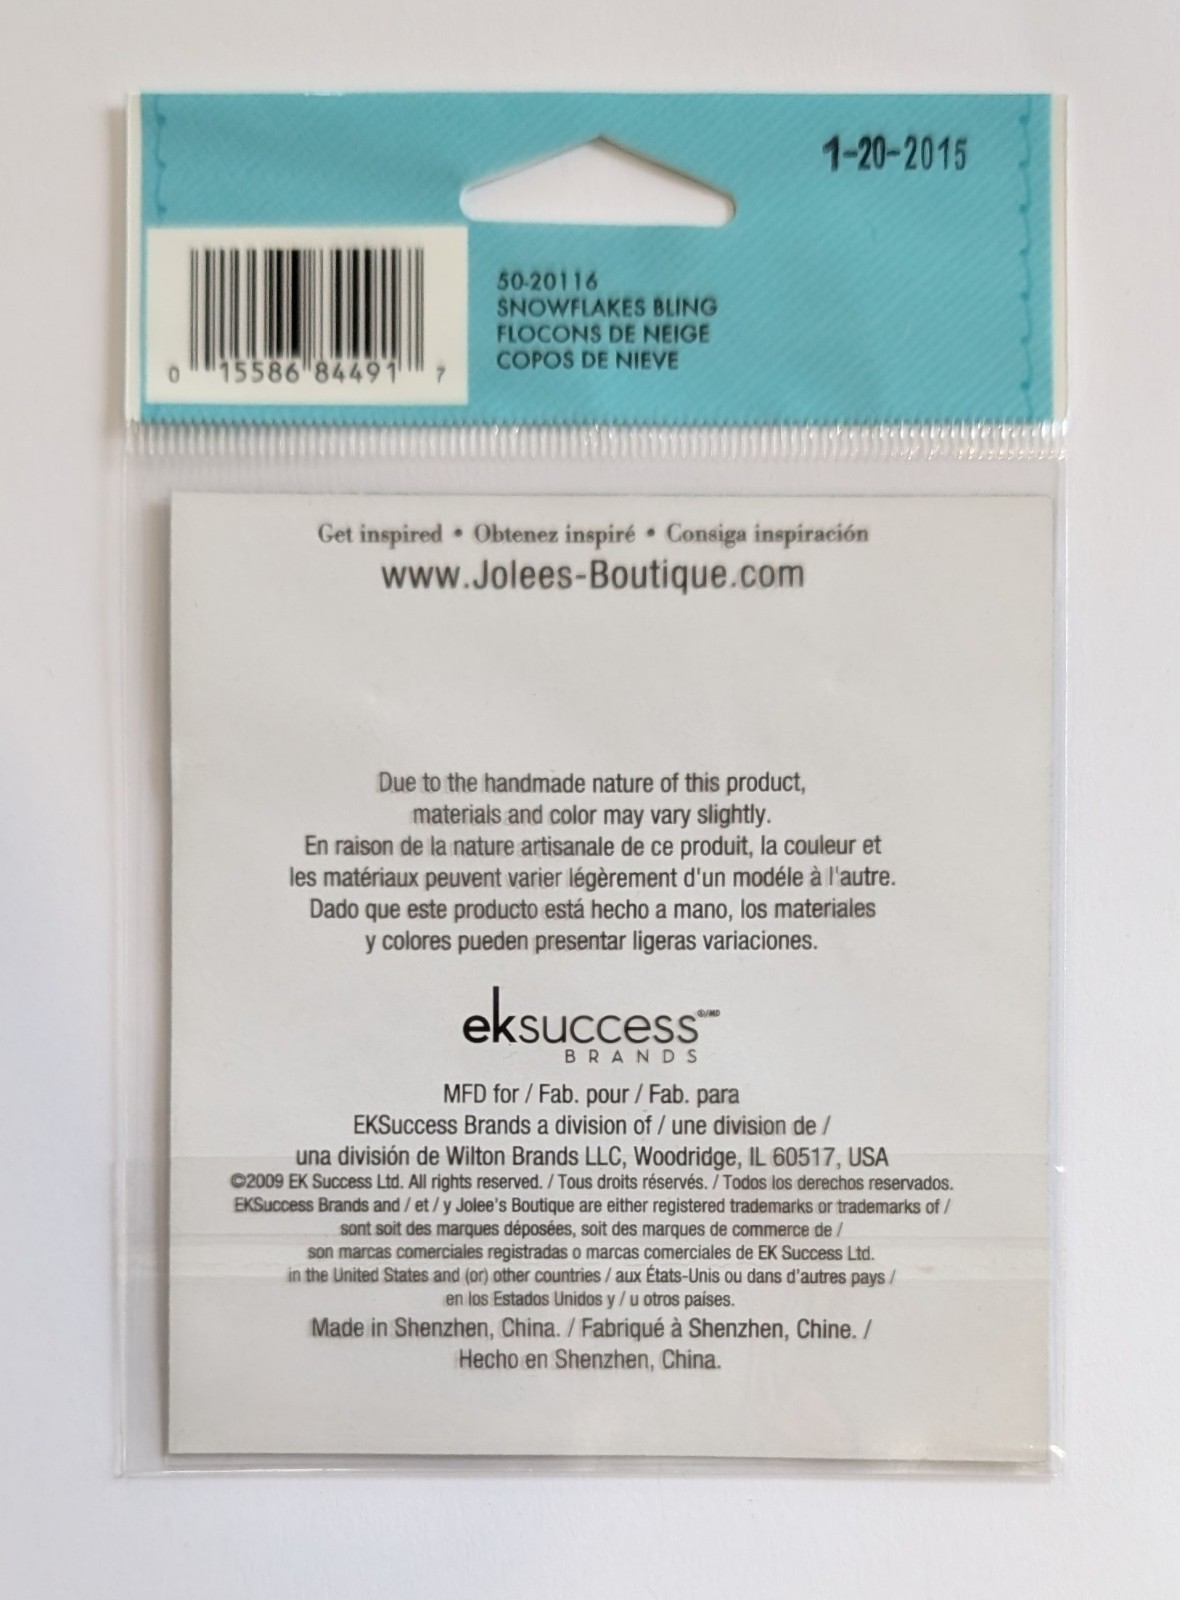 1-20-2015
50-20116
SNOWFLAKES BLING
FLOCONS DE NEIGE
COPOS DE NIEVE
0 15586 84491 7
Get inspired • Obtenez inspiré • Consiga inspiración
www.Jolees-Boutique.com
Due to the handmade nature of this product,
materials and color may vary slightly.
En raison de la nature artisanale de ce produit, la couleur et
les matériaux peuvent varier légèrement d'un modéle à l'autre.
Dado que este producto está hecho a mano, los materiales
y colores pueden presentar ligeras variaciones.
eksuccess®/MD
BRANDS
MFD for / Fab. pour / Fab. para
EKSuccess Brands a division of / une division de /
una división de Wilton Brands LLC, Woodridge, IL 60517, USA
©2009 EK Success Ltd. All rights reserved. / Tous droits réservés. / Todos los derechos reservados.
EKSuccess Brands and / et / y Jolee's Boutique are either registered trademarks or trademarks of /
sont soit des marques déposées, soit des marques de commerce de /
son marcas comerciales registradas o marcas comerciales de EK Success Ltd.
in the United States and (or) other countries / aux États-Unis ou dans d'autres pays /
en los Estados Unidos y / u otros países.
Made in Shenzhen, China. / Fabriqué à Shenzhen, Chine. /
Hecho en Shenzhen, China.